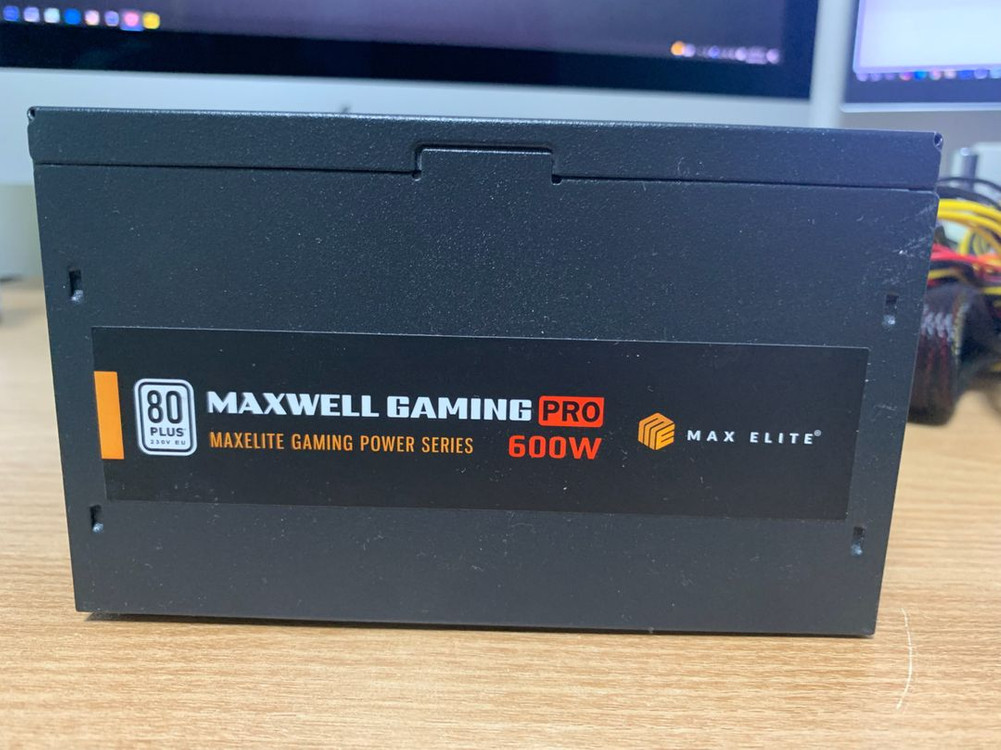 80
PLUS
230V EU
MAXWELL GAMING PRO
MAXELITE GAMING POWER SERIES
600W
MAX ELITE®